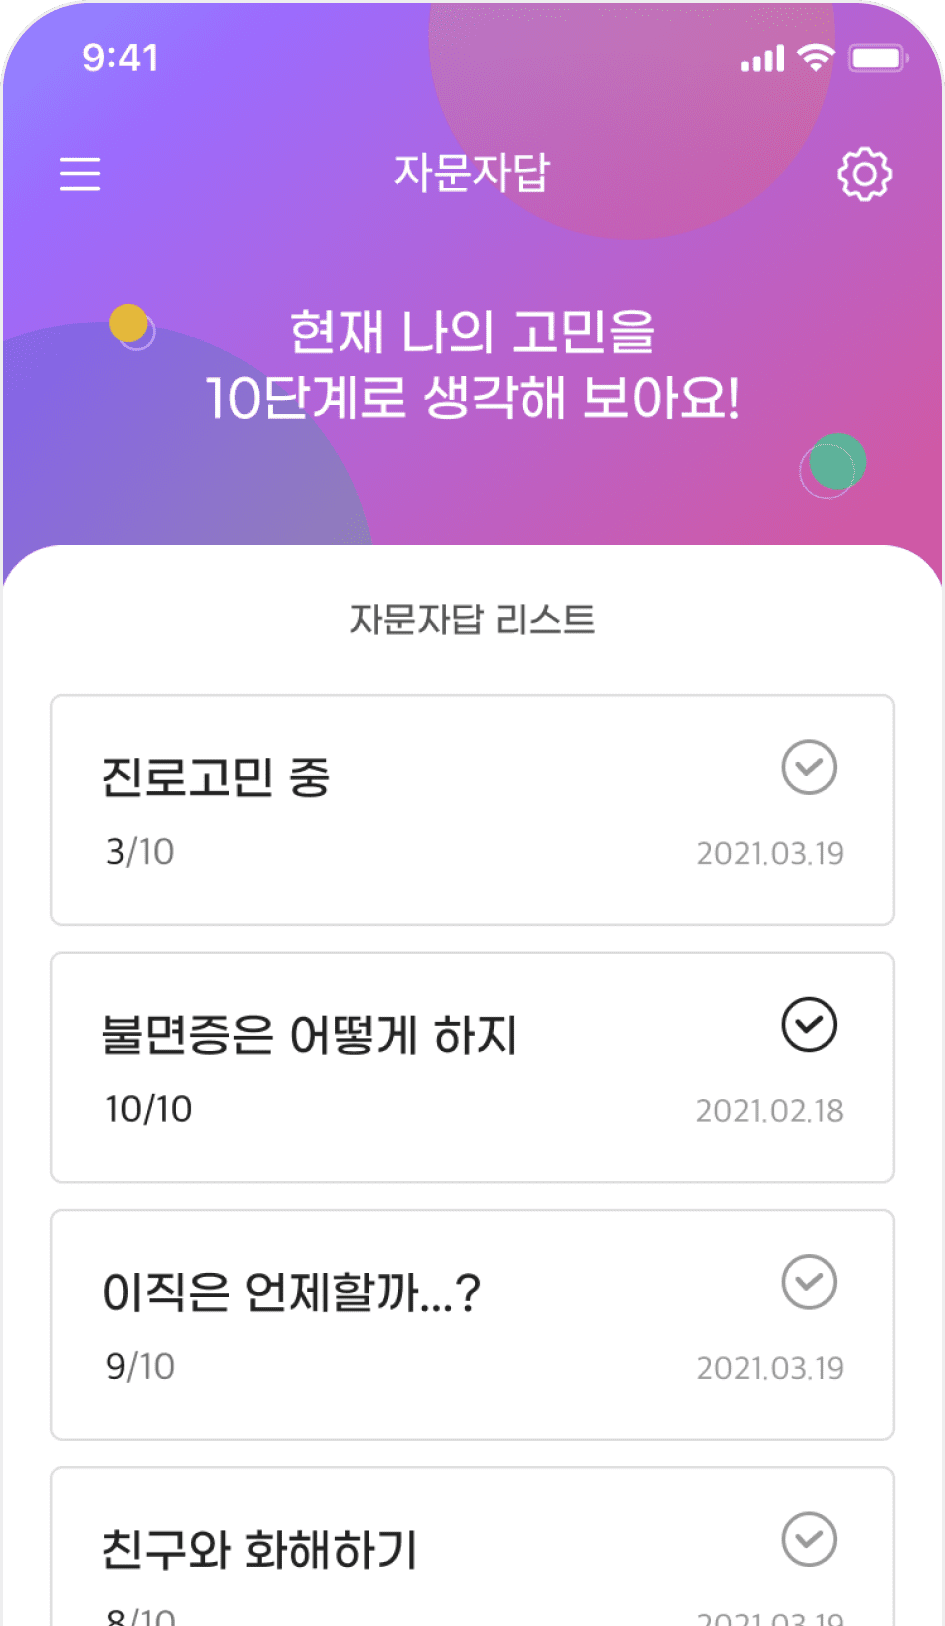 9:41
자문자답
현재 나의 고민을
10단계로 생각해 보아요!
자문자답 리스트
진로고민 중
3/10
2021.03.19
불면증은 어떻게 하지
10/10
2021.02.18
이직은 언제할까...?
9/10
2021.03.19
친구와 화해하기
8/10
2021.03.19